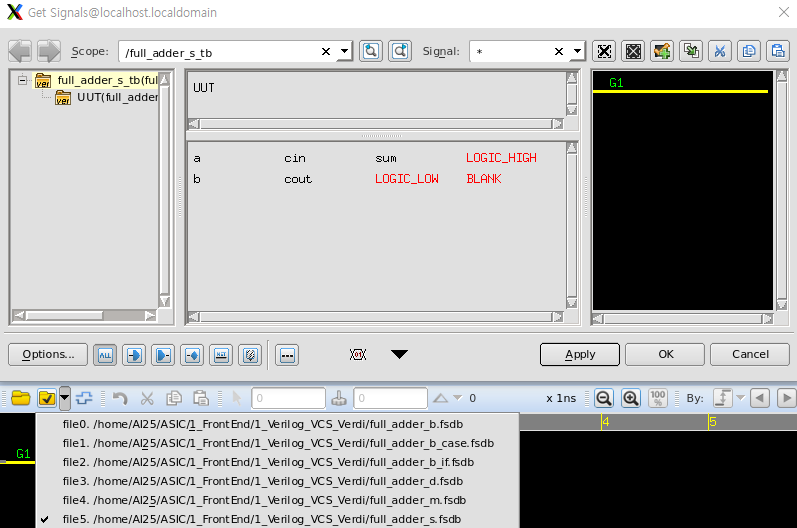 Get Signals@localhost.localdomain
Scope: /full_adder_s_tb Signal: *
full_adder_s_tb(ful
UUT(full_adder
UUT
a cin sum LOGIC_HIGH
b cout LOGIC_LOW BLANK
G1
Options... ALL Apply OK Cancel
0 0 0 x 1ns 100% By:
file0. /home/AI25/ASIC/1_FrontEnd/1_Verilog_VCS_Verdi/full_adder_b.fsdb
file1. /home/AI25/ASIC/1_FrontEnd/1_Verilog_VCS_Verdi/full_adder_b_case.fsdb
file2. /home/AI25/ASIC/1_FrontEnd/1_Verilog_VCS_Verdi/full_adder_b_if.fsdb
file3. /home/AI25/ASIC/1_FrontEnd/1_Verilog_VCS_Verdi/full_adder_d.fsdb
file4. /home/AI25/ASIC/1_FrontEnd/1_Verilog_VCS_Verdi/full_adder_m.fsdb
file5. /home/AI25/ASIC/1_FrontEnd/1_Verilog_VCS_Verdi/full_adder_s.fsdb
4 5
G1